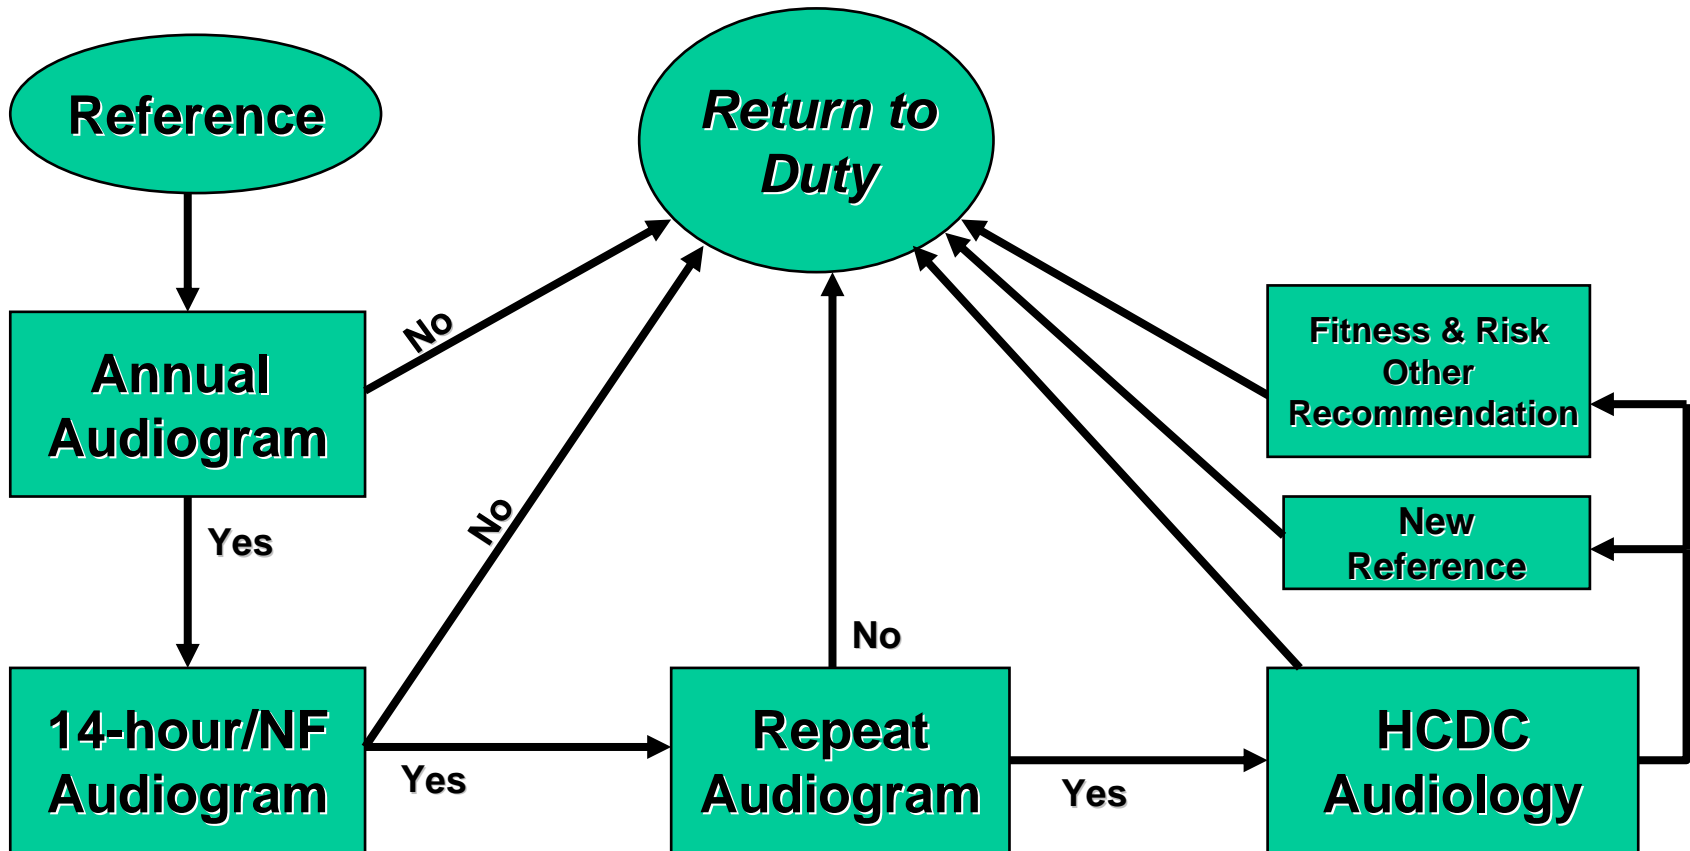 Reference
Return to
Duty
No
Annual
Audiogram
Fitness & Risk
Other
Recommendation
No
Yes
New
Reference
No
14-hour/NF
Audiogram
Yes
Repeat
Audiogram
Yes
HCDC
Audiology